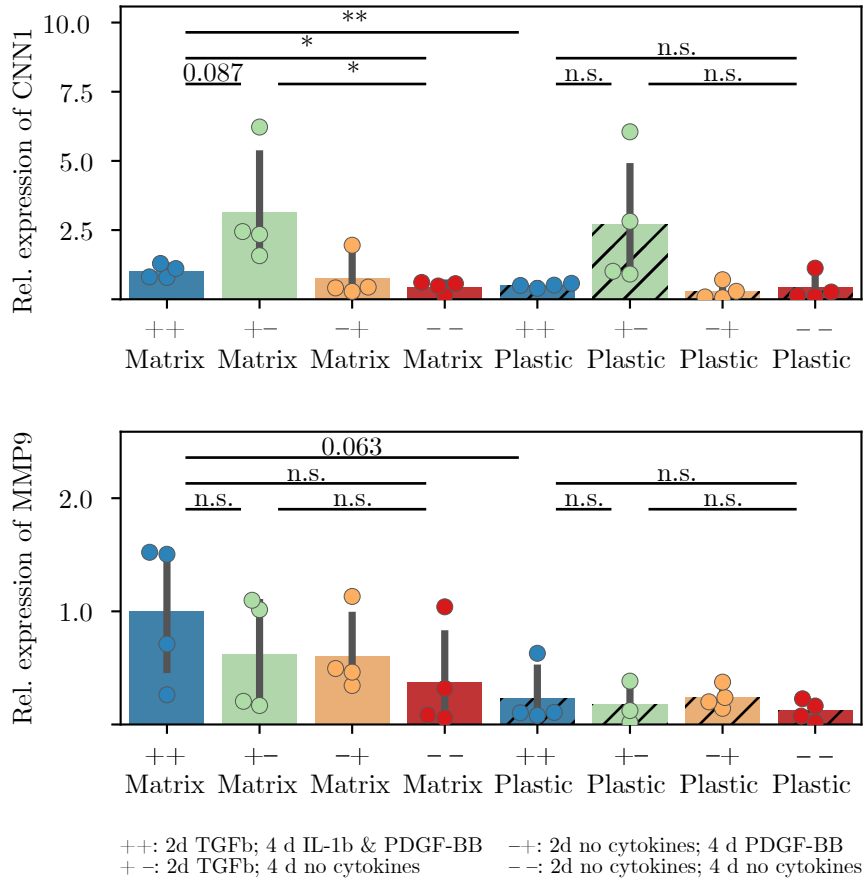 Rel. expression of CNN1
10.0
7.5
5.0
2.5
**
*
0.087
*
n.s.
n.s.
n.s.
++ +− −+ −− ++ +− −+ −−
Matrix Matrix Matrix Matrix Plastic Plastic Plastic Plastic
Rel. expression of MMP9
2.0
1.0
0.063
n.s.
n.s.
n.s.
n.s.
n.s.
n.s.
++ +− −+ −− ++ +− −+ −−
Matrix Matrix Matrix Matrix Plastic Plastic Plastic Plastic
++: 2d TGFb; 4 d IL-1b & PDGF-BB −+: 2d no cytokines; 4 d PDGF-BB
+−: 2d TGFb; 4 d no cytokines −−: 2d no cytokines; 4 d no cytokines